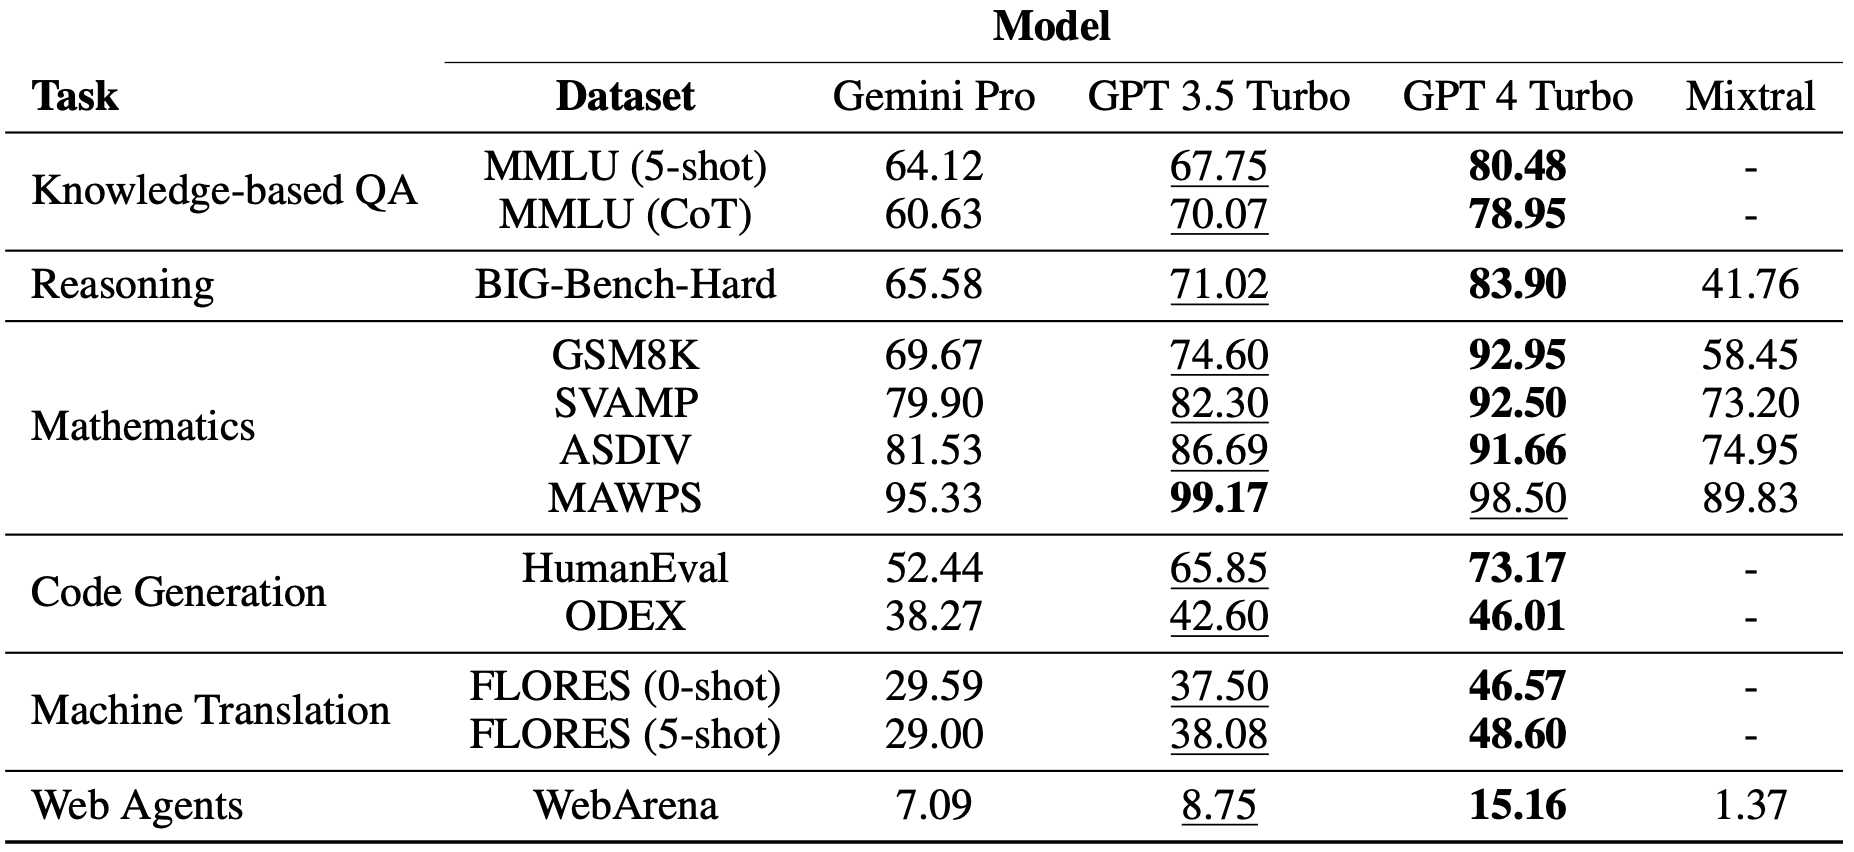 Model
Task Dataset Gemini Pro GPT 3.5 Turbo GPT 4 Turbo Mixtral
Knowledge-based QA
MMLU (5-shot) 64.12 67.75 80.48 -
MMLU (CoT) 60.63 70.07 78.95 -
Reasoning BIG-Bench-Hard 65.58 71.02 83.90 41.76
Mathematics
GSM8K 69.67 74.60 92.95 58.45
SVAMP 79.90 82.30 92.50 73.20
ASDIV 81.53 86.69 91.66 74.95
MAWPS 95.33 99.17 98.50 89.83
Code Generation
HumanEval 52.44 65.85 73.17 -
ODEX 38.27 42.60 46.01 -
Machine Translation
FLORES (0-shot) 29.59 37.50 46.57 -
FLORES (5-shot) 29.00 38.08 48.60 -
Web Agents WebArena 7.09 8.75 15.16 1.37